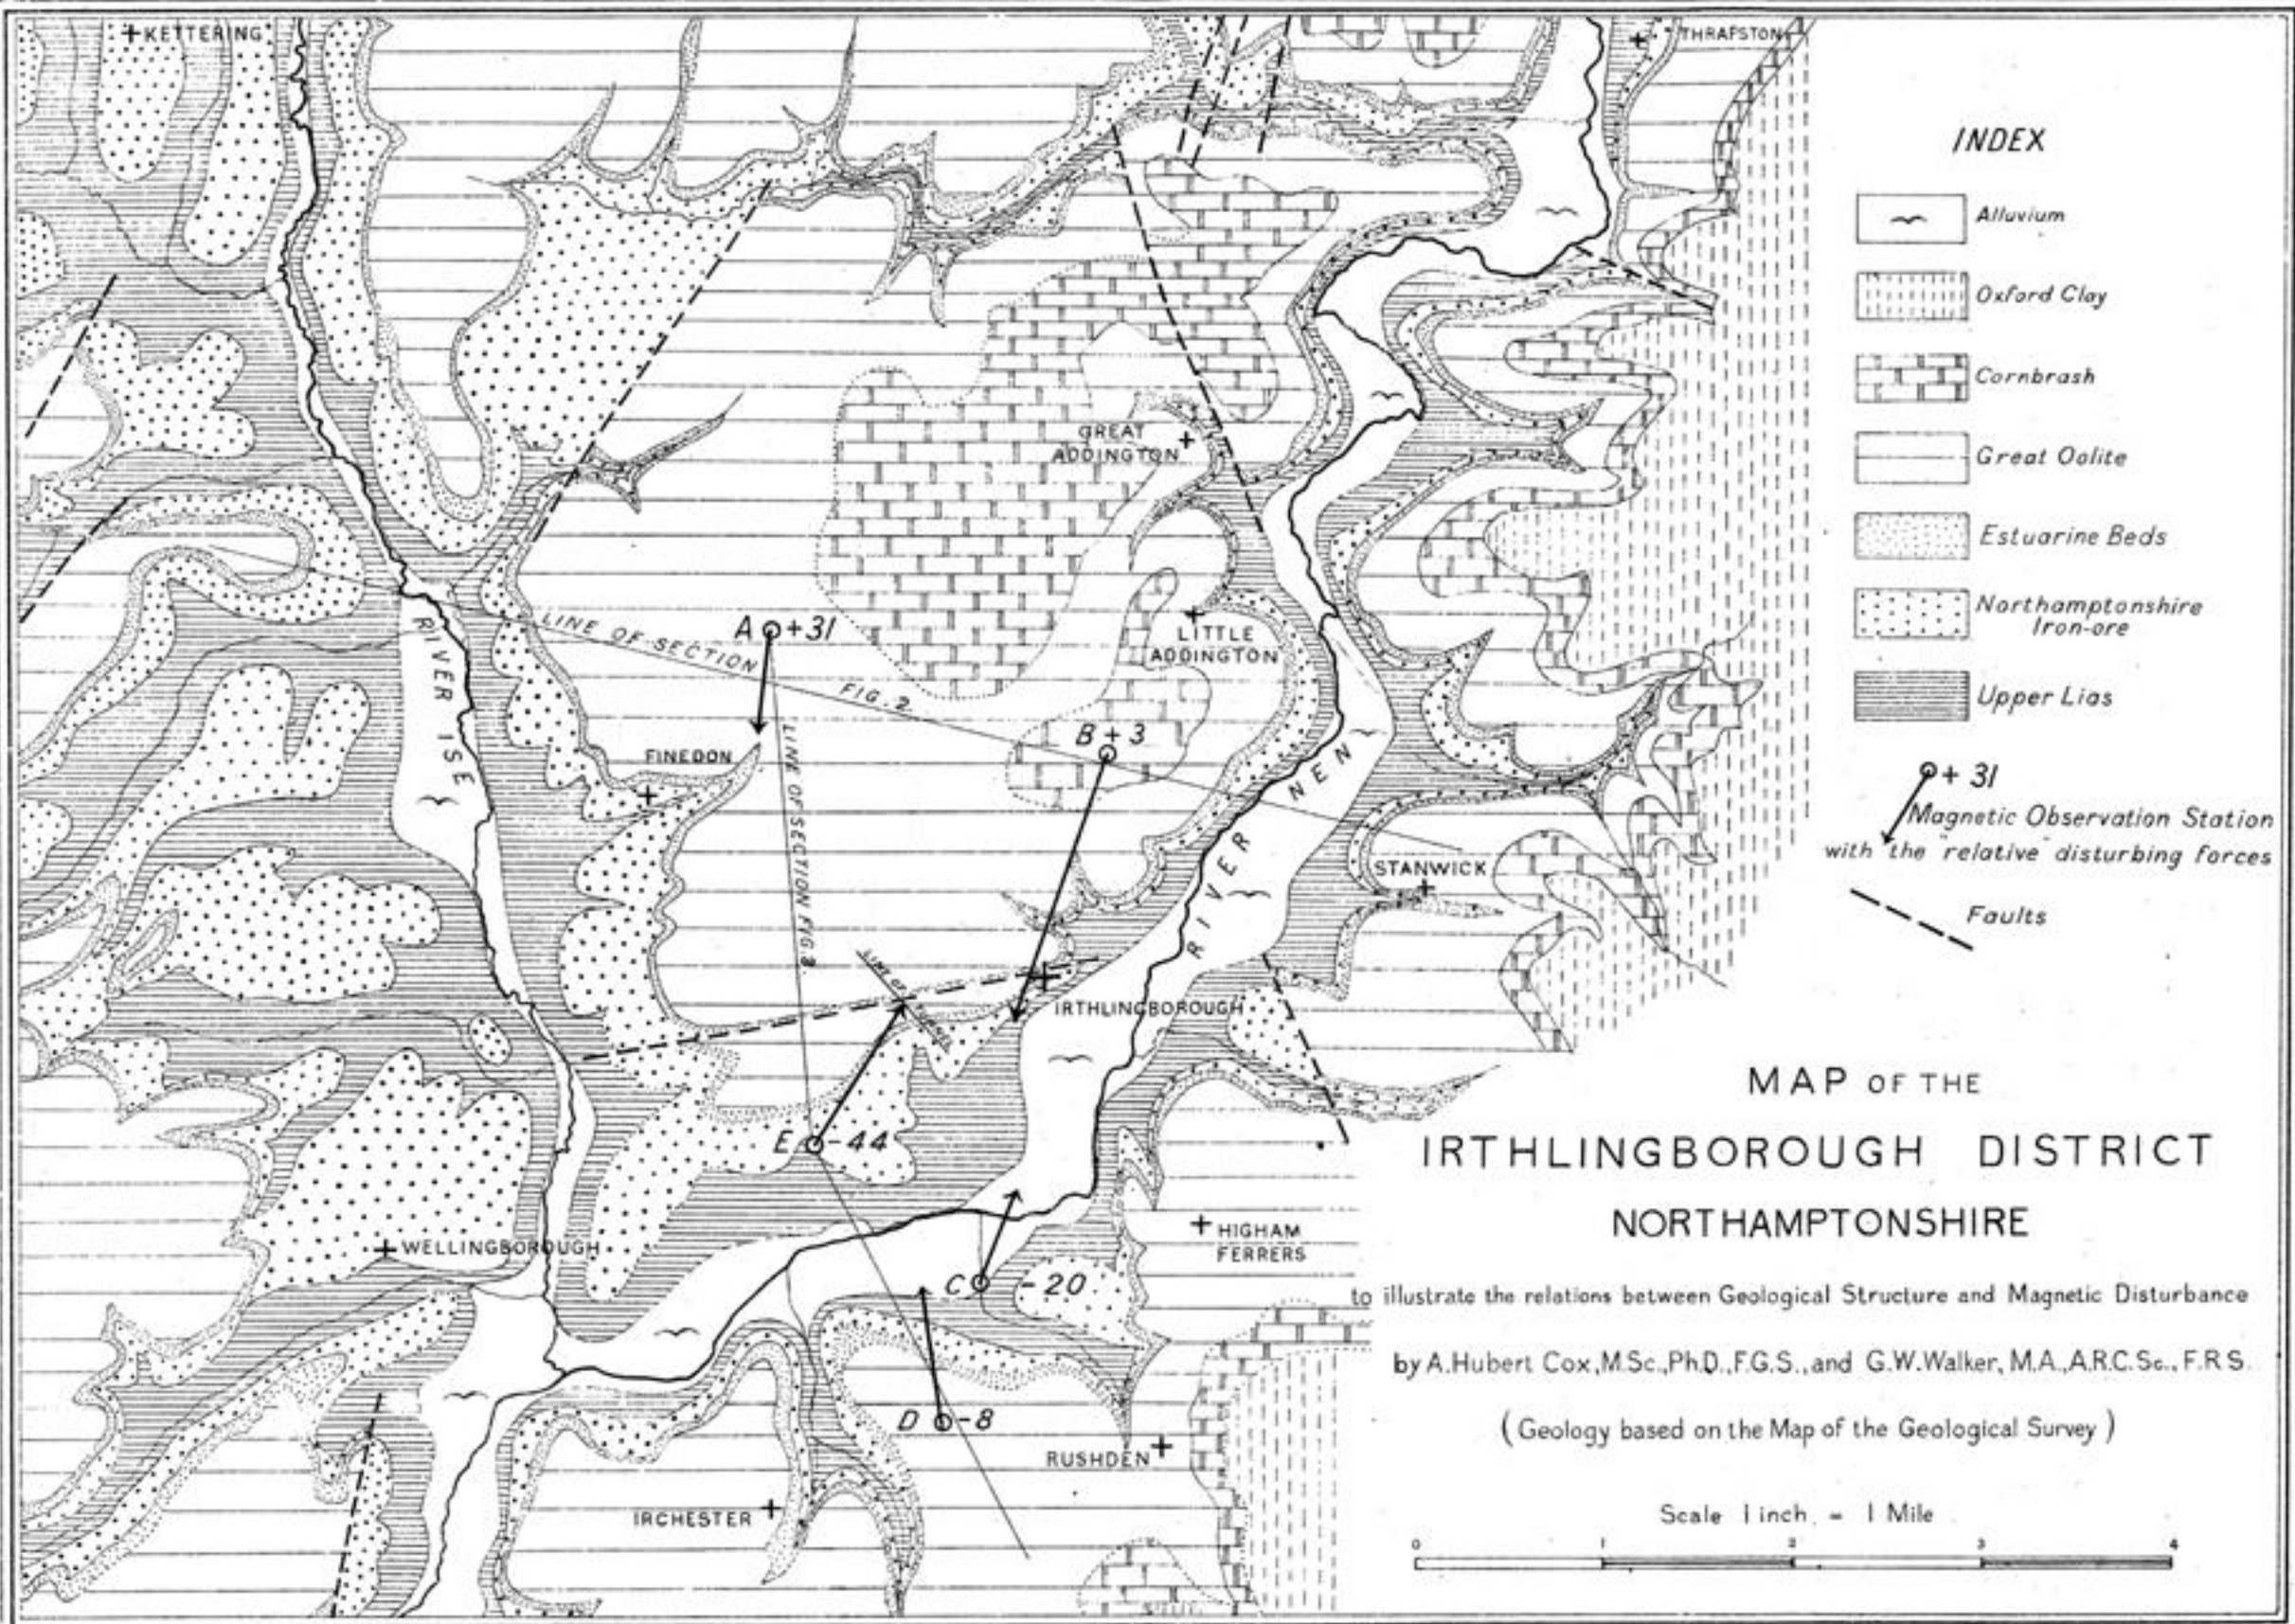 KETTERING
THRAPSTON
INDEX
Alluvium
Oxford Clay
Cornbrash
Great Oolite
Estuarine Beds
Northamptonshire
Iron-ore
Upper Lias
+ 31
Magnetic Observation Station
with the "relative" disturbing forces
Faults
GREAT
ADDINGTON
LITTLE
ADDINGTON
RIVER ISE
LINE OF SECTION FIG. 2
A +31
B +3
FINEDON
LINE OF SECTION FIG. 3
RIVER NEN
STANWICK
IRTHLINGBOROUGH
E -44
WELLINGBOROUGH
HIGHAM
FERRERS
C -20
D -8
RUSHDEN
IRCHESTER
MAP OF THE
IRTHLINGBOROUGH DISTRICT
NORTHAMPTONSHIRE
to illustrate the relations between Geological Structure and Magnetic Disturbance
by A. Hubert Cox, M.Sc., Ph.D., F.G.S., and G.W. Walker, M.A., A.R.C.Sc., F.R.S.
(Geology based on the Map of the Geological Survey)
Scale 1 inch = 1 Mile
0 1 2 3 4